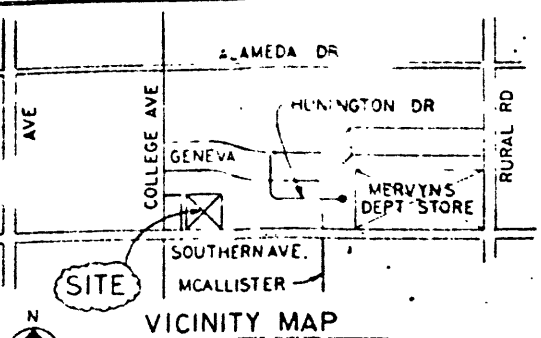 ALAMEDA DR
AVE
COLLEGE AVE
HUNINGTON DR
RURAL RD
GENEVA
MERVYNS
DEPT STORE
SOUTHERN AVE.
SITE
MCALLISTER
N
VICINITY MAP